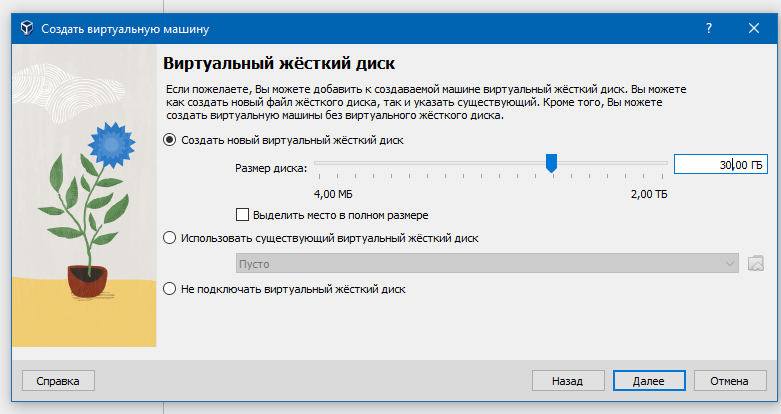 Создать виртуальную машину
?
Виртуальный жёсткий диск
Если пожелаете, Вы можете добавить к создаваемой машине виртуальный жёсткий диск. Вы можете
как создать новый файл жёсткого диска, так и указать существующий. Кроме того, Вы можете
создать виртуальную машины без виртуального жёсткого диска.
Создать новый виртуальный жёсткий диск
Размер диска:
30,00 ГБ
4,00 МБ
2,00 ТБ
Выделить место в полном размере
Использовать существующий виртуальный жёсткий диск
Пусто
Не подключать виртуальный жёсткий диск
Справка
Назад
Далее
Отмена